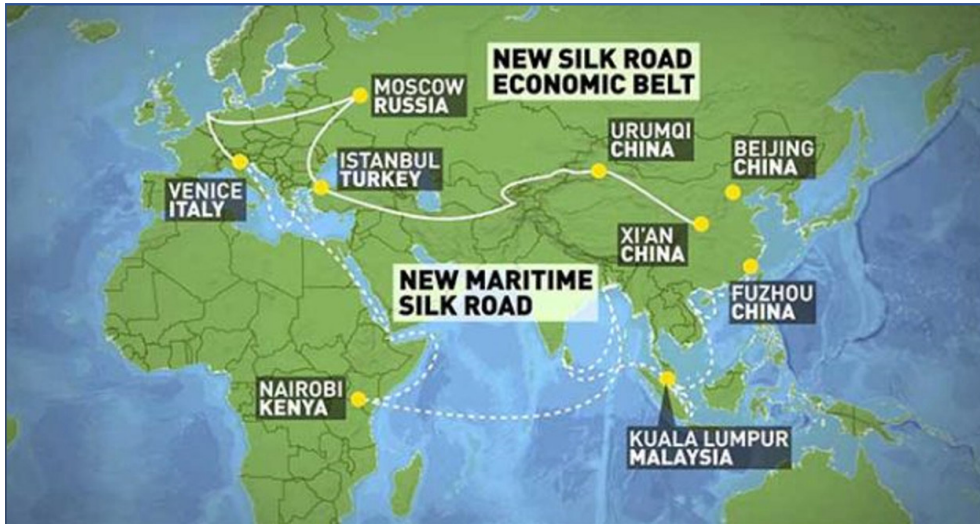 NEW SILK ROAD
ECONOMIC BELT
MOSCOW
RUSSIA
URUMQI
CHINA
BEIJING
CHINA
ISTANBUL
TURKEY
VENICE
ITALY
XI'AN
CHINA
NEW MARITIME
SILK ROAD
FUZHOU
CHINA
NAIROBI
KENYA
KUALA LUMPUR
MALAYSIA